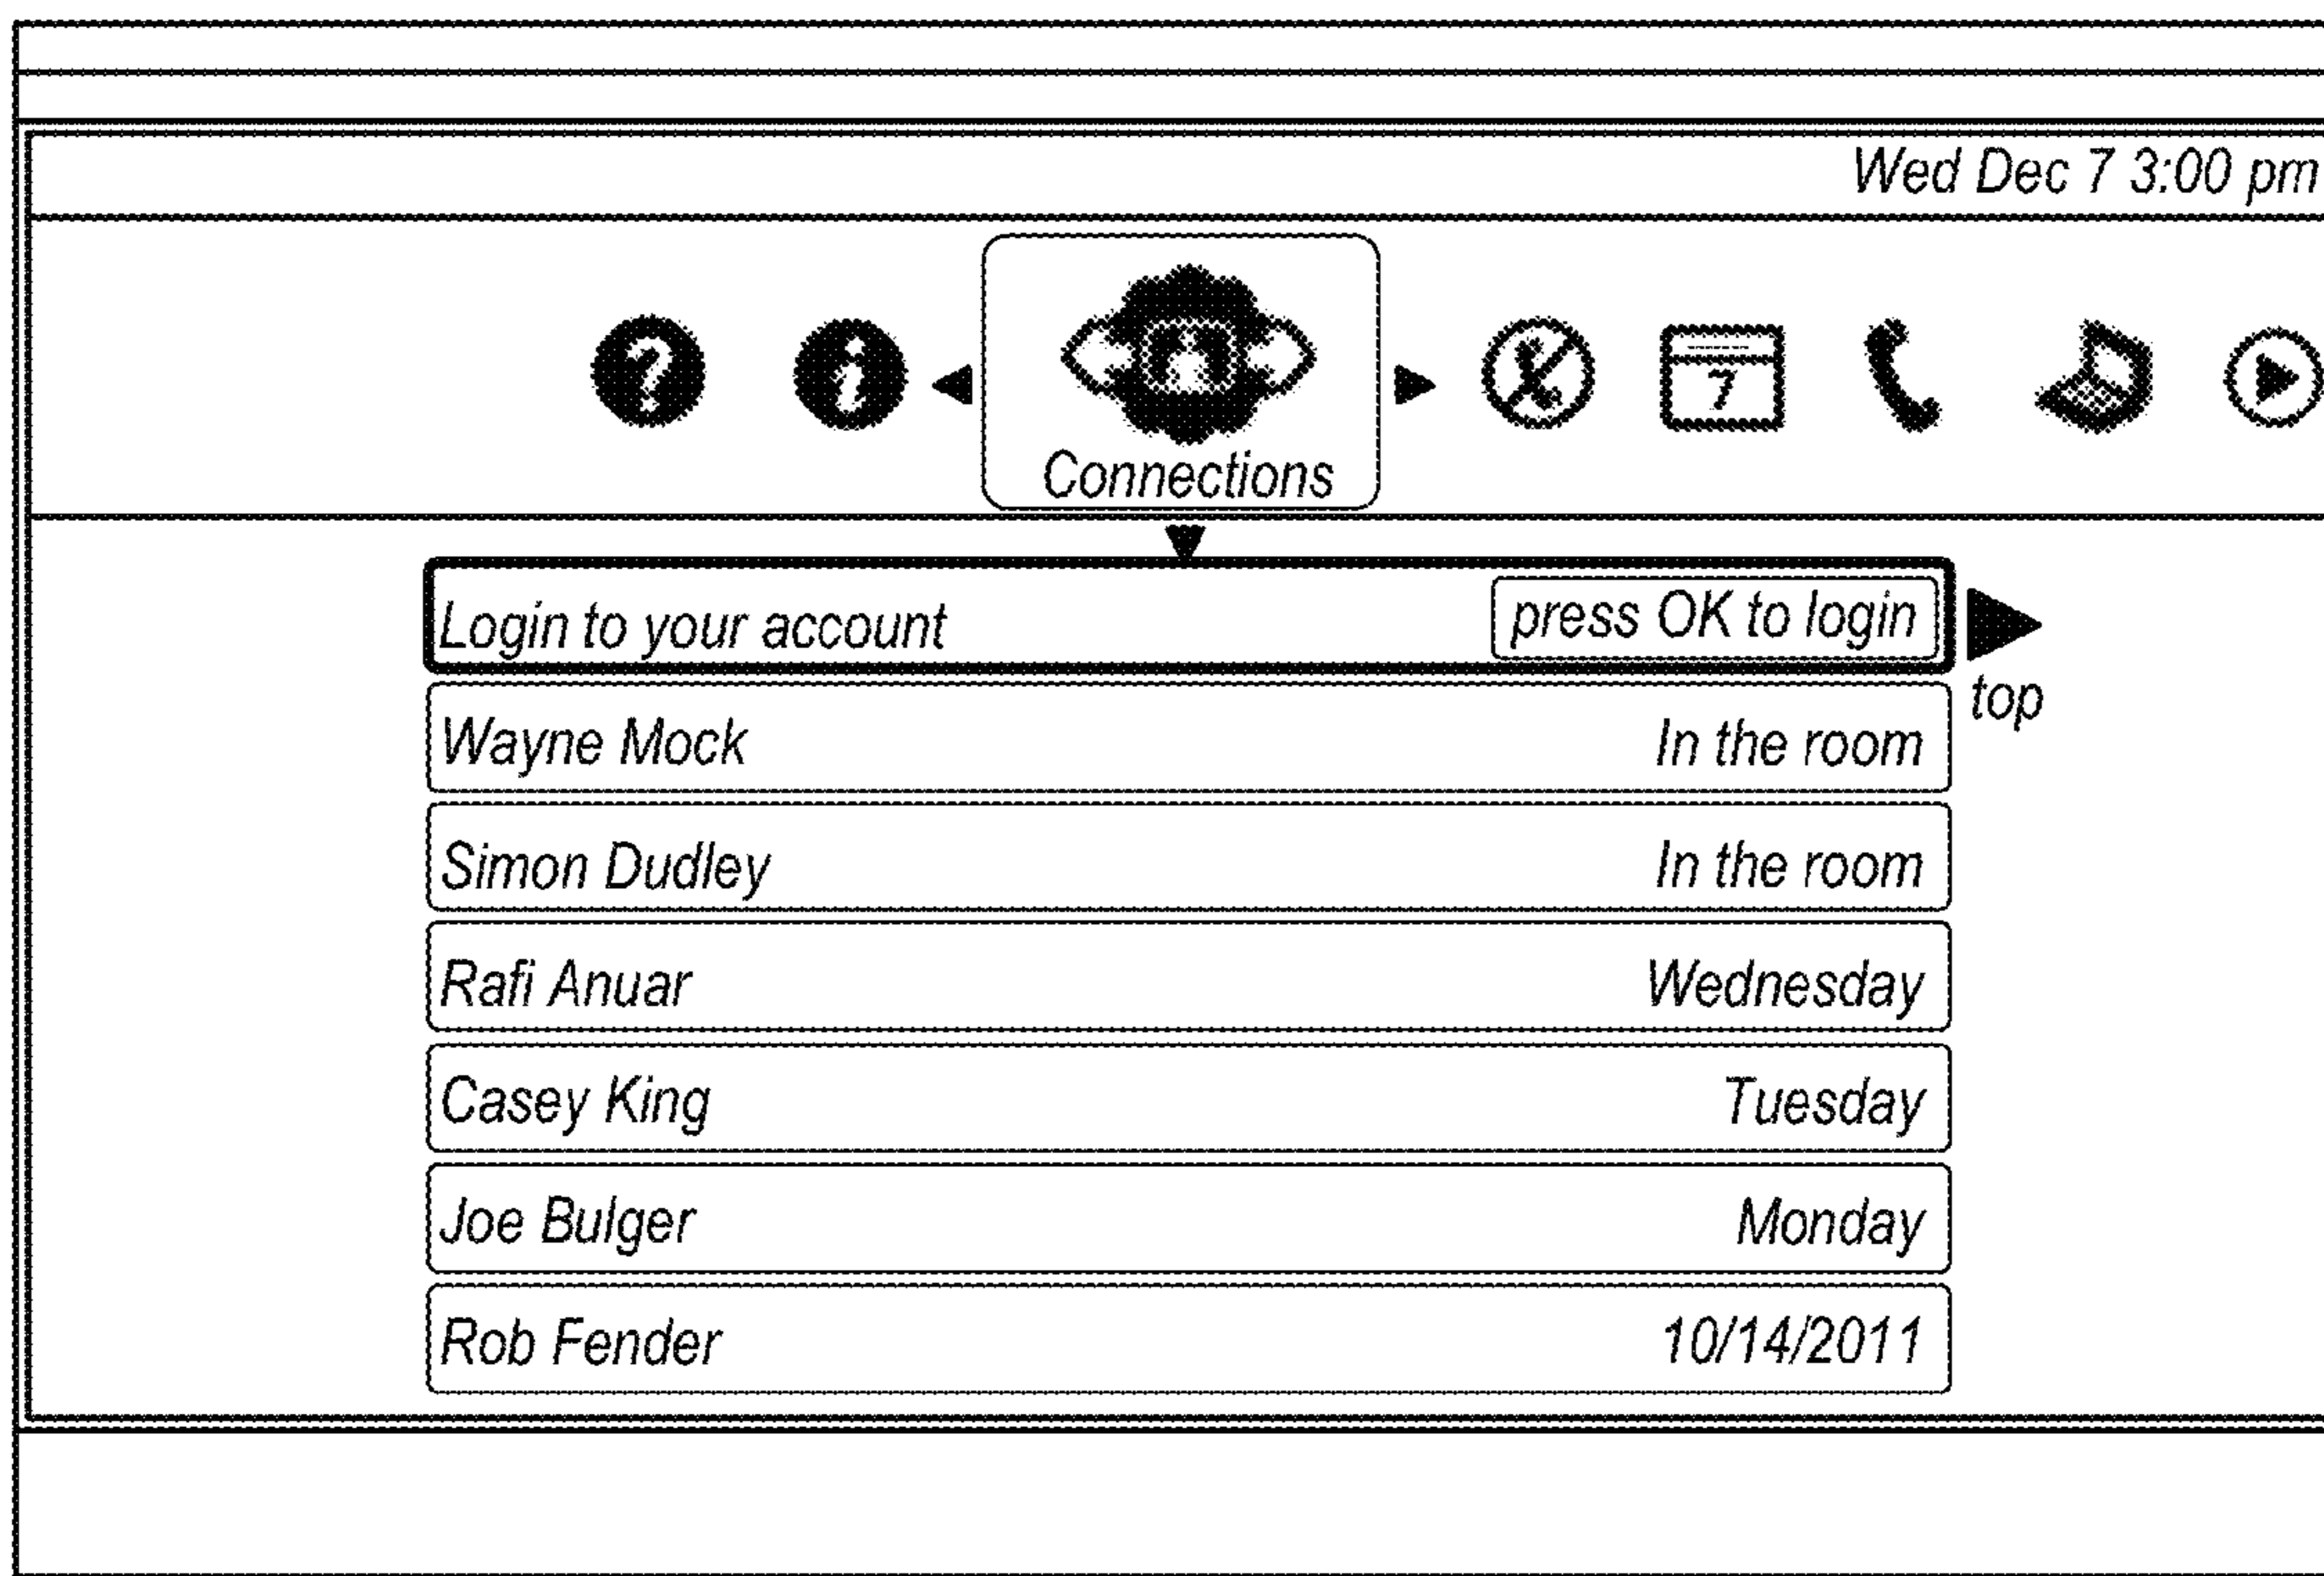 Wed Dec 7 3:00 pm
?
i
7
Connections
Login to your account press OK to login
top
Wayne Mock In the room
Simon Dudley In the room
Rafi Anuar Wednesday
Casey King Tuesday
Joe Bulger Monday
Rob Fender 10/14/2011